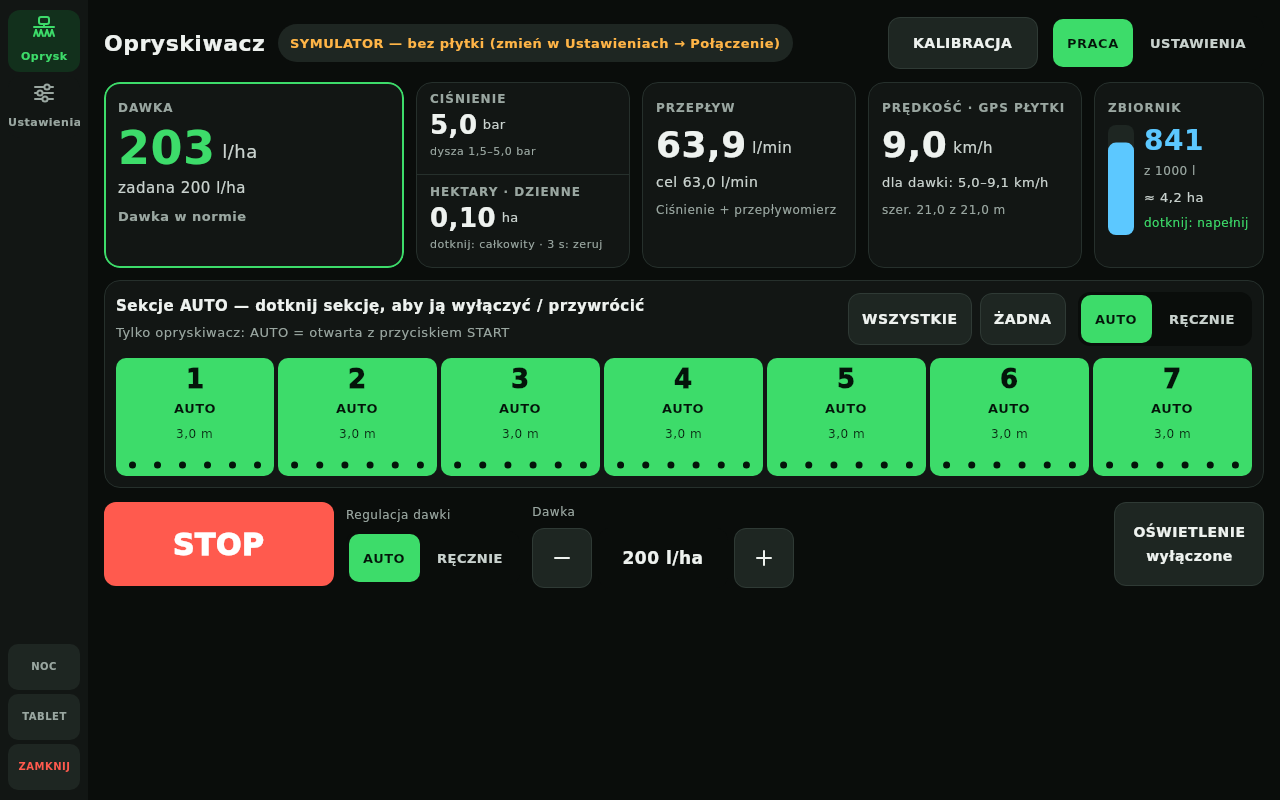 Oprysk
Ustawienia
NOC
TABLET
ZAMKNIJ
Opryskiwacz
SYMULATOR — bez płytki (zmień w Ustawieniach → Połączenie)
KALIBRACJA
PRACA
USTAWIENIA
DAWKA
203 l/ha
zadana 200 l/ha
Dawka w normie
CIŚNIENIE
5,0 bar
dysza 1,5–5,0 bar
HEKTARY · DZIENNE
0,10 ha
dotknij: całkowity · 3 s: zeruj
PRZEPŁYW
63,9 l/min
cel 63,0 l/min
Ciśnienie + przepływomierz
PRĘDKOŚĆ · GPS PŁYTKI
9,0 km/h
dla dawki: 5,0–9,1 km/h
szer. 21,0 z 21,0 m
ZBIORNIK
841
z 1000 l
≈ 4,2 ha
dotknij: napełnij
Sekcje AUTO — dotknij sekcję, aby ją wyłączyć / przywrócić
Tylko opryskiwacz: AUTO = otwarta z przyciskiem START
WSZYSTKIE
ŻADNA
AUTO
RĘCZNIE
1
AUTO
3,0 m
2
AUTO
3,0 m
3
AUTO
3,0 m
4
AUTO
3,0 m
5
AUTO
3,0 m
6
AUTO
3,0 m
7
AUTO
3,0 m
STOP
Regulacja dawki
AUTO
RĘCZNIE
Dawka
−
200 l/ha
+
OŚWIETLENIE
wyłączone